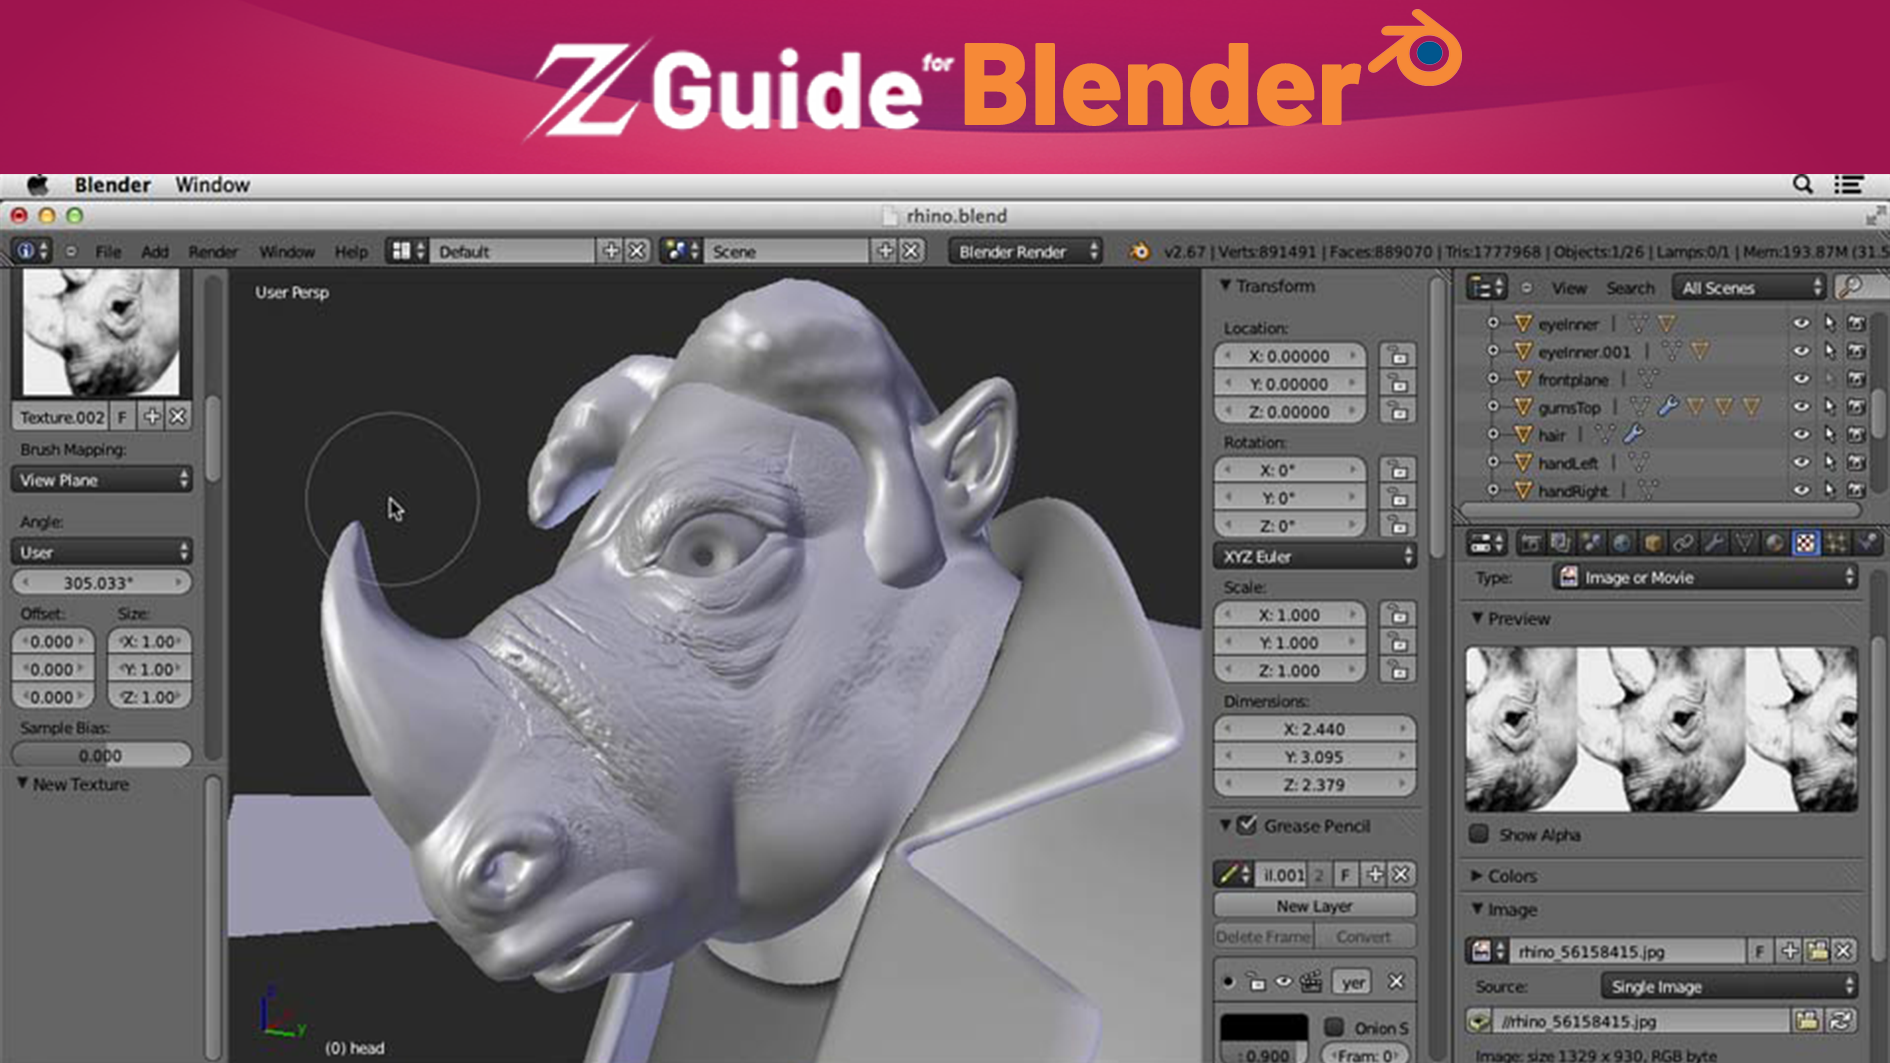 Z Guide for Blender
Blender Window
rhino.blend
File Add Render Window Help Default Scene Blender Render v2.67 | Verts:891491 | Faces:889070 | Tris:1777968 | Objects:1/26 | Lamps:0/1 | Mem:193.87M (31.5
Texture.002 F
Brush Mapping:
View Plane
Angle:
User
305.033°
Offset: Size:
0.000 X: 1.00
0.000 Y: 1.00
0.000 Z: 1.00
Sample Bias:
0.000
New Texture
User Persp
y
(0) head
Transform
Location:
X: 0.00000
Y: 0.00000
Z: 0.00000
Rotation:
X: 0°
Y: 0°
Z: 0°
XYZ Euler
Scale:
X: 1.000
Y: 1.000
Z: 1.000
Dimensions:
X: 2.440
Y: 3.095
Z: 2.379
Grease Pencil
il.001 2 F
New Layer
Delete Frame Convert
yer
Onion S
0.900 Fram: 0
View Search All Scenes
eyeInner
eyeInner.001
frontplane
gumsTop
hair
handLeft
handRight
Type: Image or Movie
Preview
Show Alpha
Colors
Image
rhino_56158415.jpg F
Source: Single Image
//rhino_56158415.jpg
Image: size 1329 x 930, RGB byte